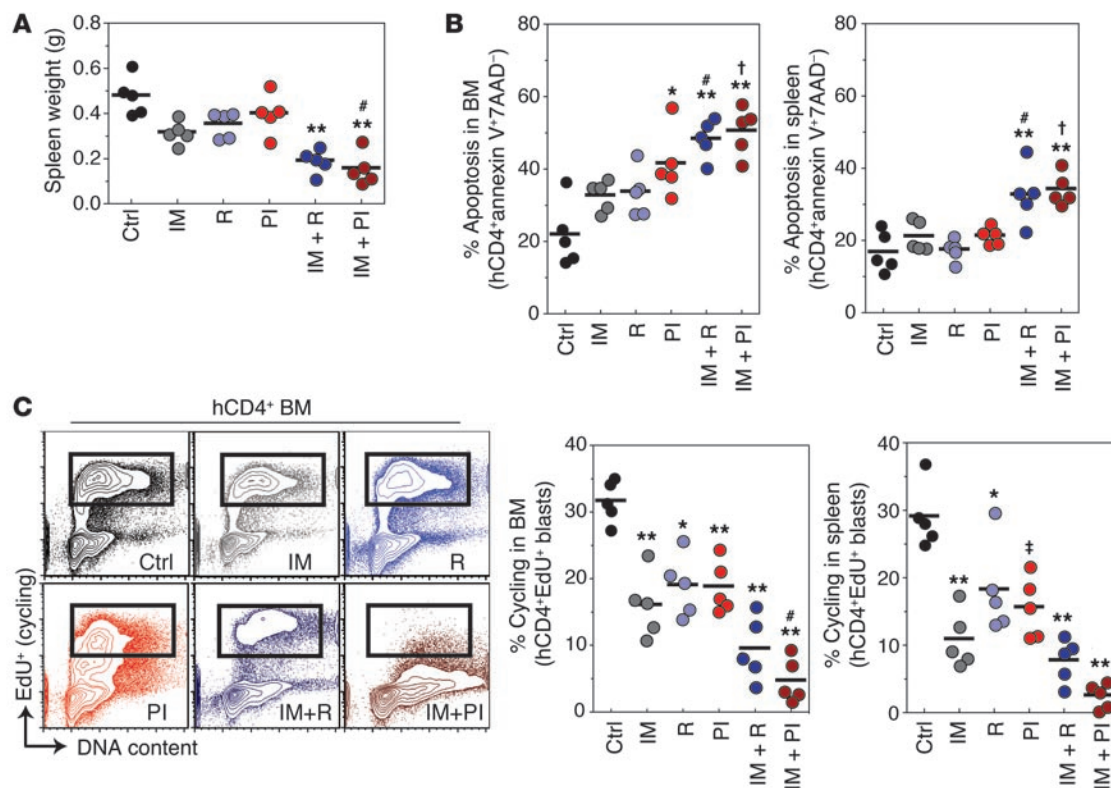 A
Spleen weight (g)
0.8
0.6
0.4
0.2
0.0
**
#
**
Ctrl
IM
R
PI
IM + R
IM + PI
B
% Apoptosis in BM
(hCD4⁺annexin V⁺7AAD⁻)
80
60
40
20
0
*
#
**
†
**
Ctrl
IM
R
PI
IM + R
IM + PI
% Apoptosis in spleen
(hCD4⁺annexin V⁺7AAD⁻)
80
60
40
20
0
#
**
†
**
Ctrl
IM
R
PI
IM + R
IM + PI
C
hCD4⁺ BM
Ctrl
IM
R
PI
IM+R
IM+PI
EdU⁺ (cycling)
DNA content
% Cycling in BM
(hCD4⁺EdU⁺ blasts)
40
30
20
10
0
**
*
**
**
#
**
Ctrl
IM
R
PI
IM + R
IM + PI
% Cycling in spleen
(hCD4⁺EdU⁺ blasts)
40
30
20
10
0
**
*
‡
**
**
Ctrl
IM
R
PI
IM + R
IM + PI